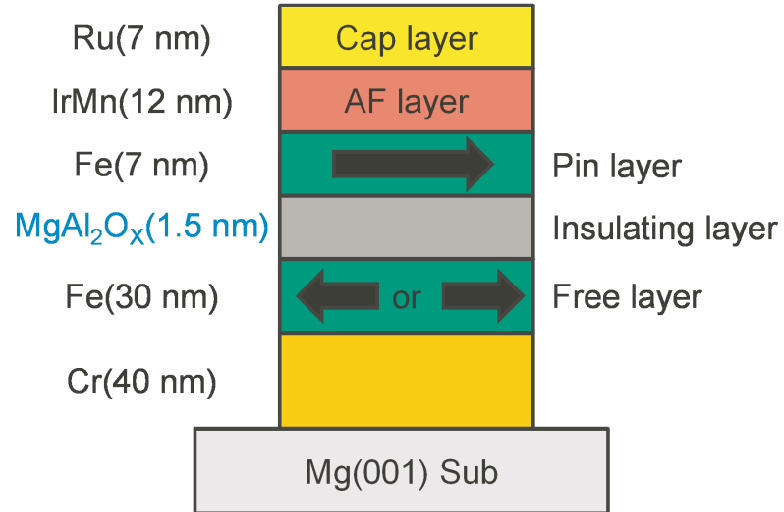 Ru(7 nm) Cap layer
IrMn(12 nm) AF layer
Fe(7 nm) Pin layer
MgAl₂Oₓ(1.5 nm) Insulating layer
Fe(30 nm) or Free layer
Cr(40 nm)
Mg(001) Sub